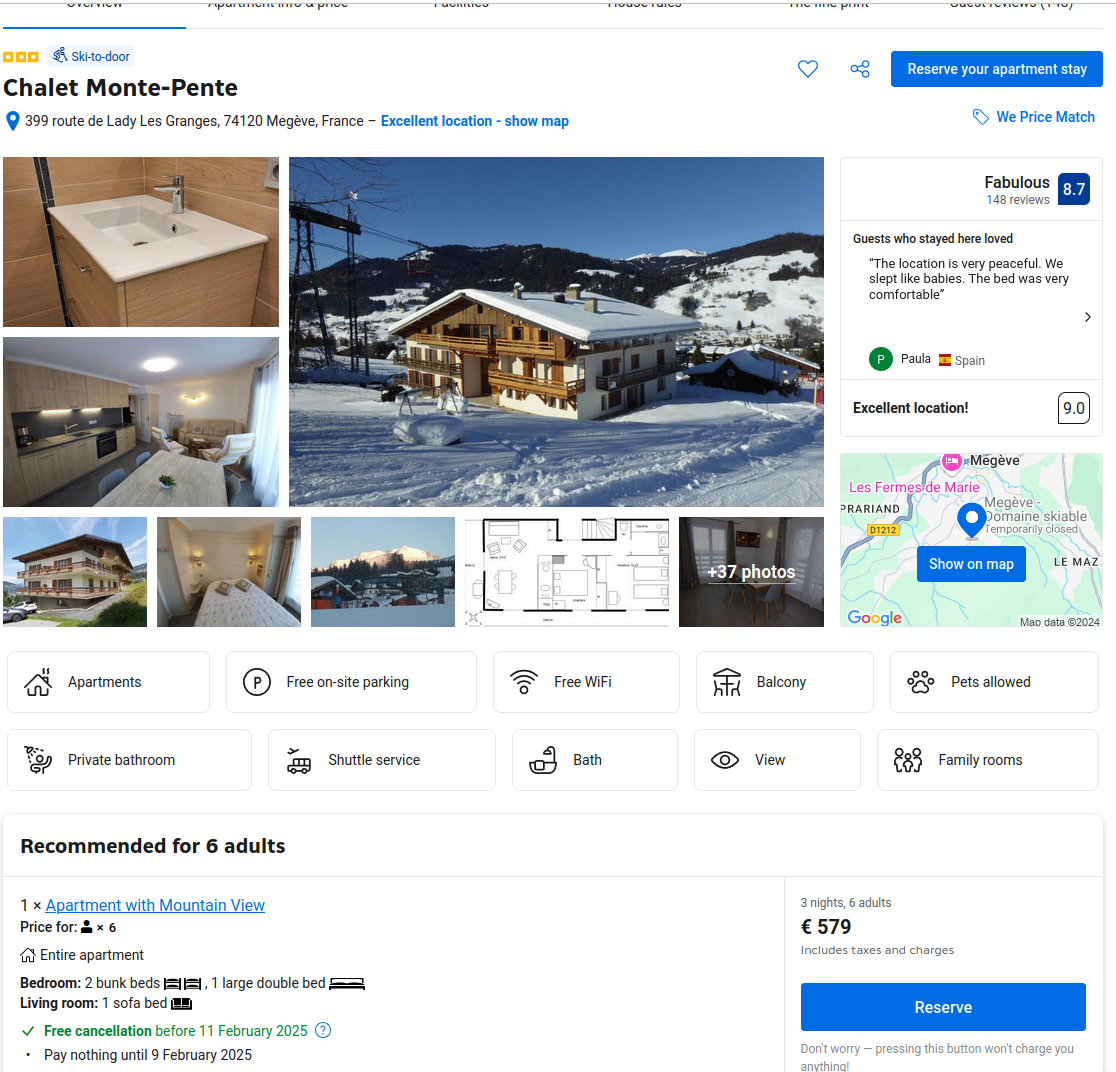 Overview Apartment info & price Facilities House rules The fine print Guest reviews (148)
Ski-to-door
Chalet Monte-Pente
Reserve your apartment stay
399 route de Lady Les Granges, 74120 Megève, France – Excellent location - show map
We Price Match
Fabulous
148 reviews
8.7
Guests who stayed here loved
“The location is very peaceful. We
slept like babies. The bed was very
comfortable”
P Paula Spain
Excellent location!
9.0
Megève
Les Fermes de Marie
PRARIAND
Megève -
Domaine skiable
Temporarily closed
D1212
Show on map
LE MAZ
Google
Map data ©2024
+37 photos
Apartments
P Free on-site parking
Free WiFi
Balcony
Pets allowed
Private bathroom
Shuttle service
Bath
View
Family rooms
Recommended for 6 adults
1 × Apartment with Mountain View
Price for: × 6
Entire apartment
Bedroom: 2 bunk beds , 1 large double bed
Living room: 1 sofa bed
Free cancellation before 11 February 2025 ?
• Pay nothing until 9 February 2025
3 nights, 6 adults
€ 579
Includes taxes and charges
Reserve
Don't worry — pressing this button won't charge you
anything!